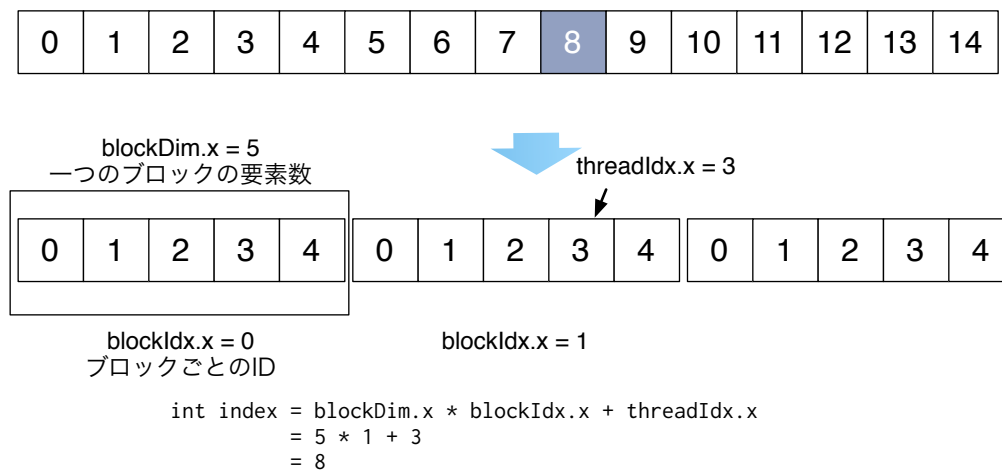 0 1 2 3 4 5 6 7 8 9 10 11 12 13 14
blockDim.x = 5
一つのブロックの要素数
threadIdx.x = 3
0 1 2 3 4 0 1 2 3 4 0 1 2 3 4
blockIdx.x = 0
ブロックごとのID
blockIdx.x = 1
int index = blockDim.x * blockIdx.x + threadIdx.x
= 5 * 1 + 3
= 8